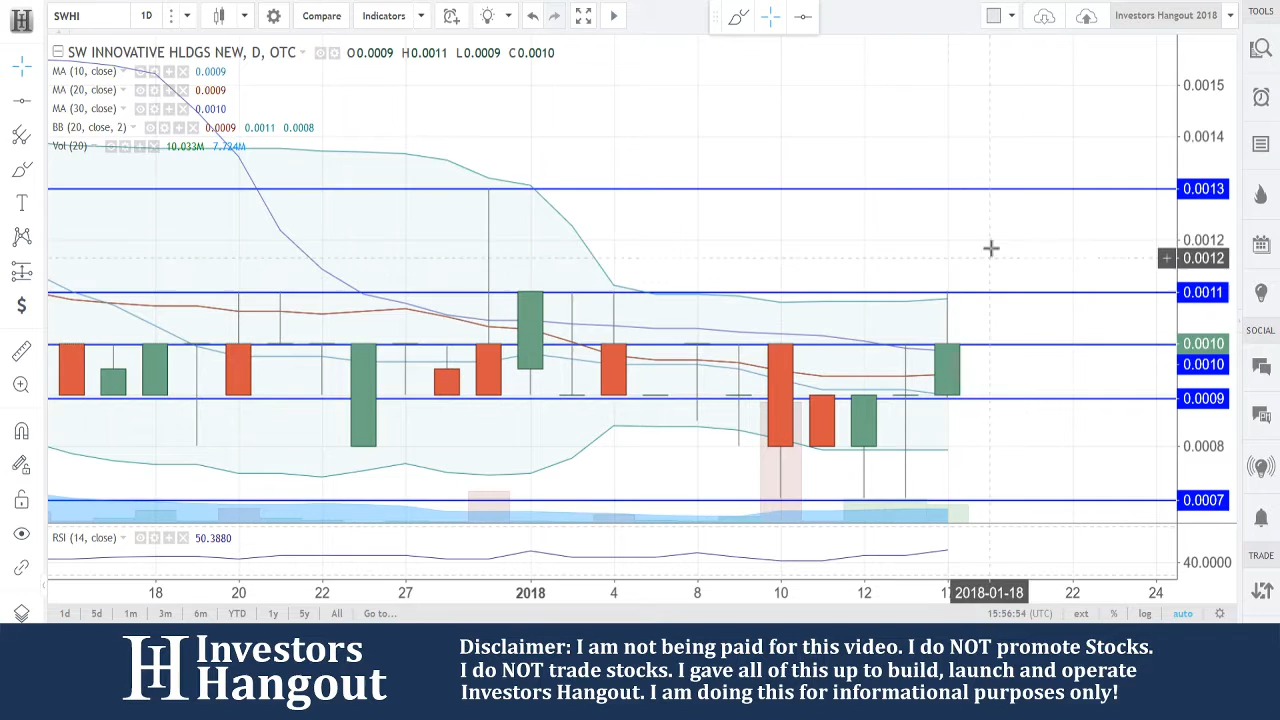 SWHI
1D
Compare
Indicators
Investors Hangout 2018
TOOLS
SW INNOVATIVE HLDGS NEW, D, OTC
O0.0009 H0.0011 L0.0009 C0.0010
MA (10, close) 0.0009
MA (20, close) 0.0009
MA (30, close) 0.0010
BB (20, close, 2) 0.0009 0.0011 0.0008
Vol (20) 10.033M 7.724M
0.0015
0.0014
0.0013
0.0012
0.0012
0.0011
0.0010
0.0010
0.0009
0.0008
0.0007
SOCIAL
TRADE
RSI (14, close) 50.3880
40.0000
18 20 22 27 2018 4 8 10 12 2018-01-18 22 24
1d 5d 1m 3m 6m YTD 1y 5y All Go to... 15:56:54 (UTC) ext % log auto
Investors
Hangout
Disclaimer: I am not being paid for this video. I do NOT promote Stocks.
I do NOT trade stocks. I gave all of this up to build, launch and operate
Investors Hangout. I am doing this for informational purposes only!